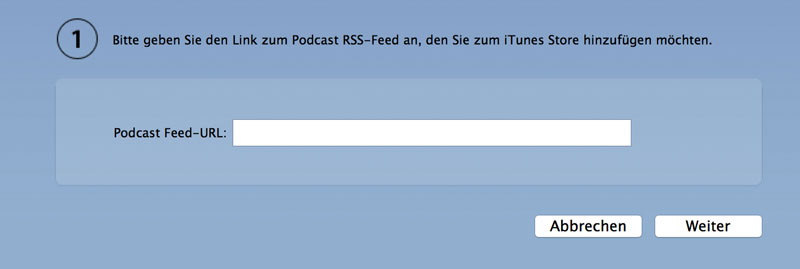 1
Bitte geben Sie den Link zum Podcast RSS-Feed an, den Sie zum iTunes Store hinzufügen möchten.
Podcast Feed-URL:
Abbrechen
Weiter